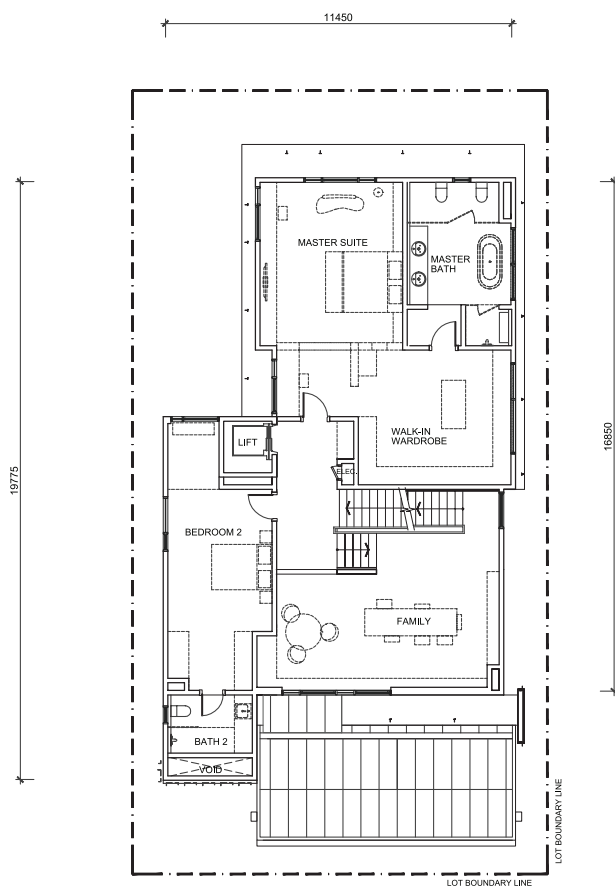 11450
MASTER SUITE
MASTER
BATH
WALK-IN
WARDROBE
LIFT
ELEC.
16850
19775
BEDROOM 2
FAMILY
BATH 2
VOID
LOT BOUNDARY LINE
LOT BOUNDARY LINE